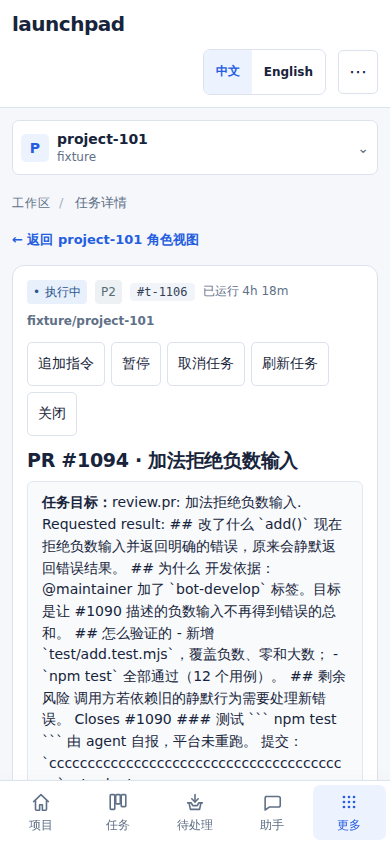 launchpad
中文 English ⋯
P project-101
fixture
工作区 / 任务详情
← 返回 project-101 角色视图
• 执行中 P2 #t-1106 已运行 4h 18m
fixture/project-101
追加指令 暂停 取消任务 刷新任务
关闭
PR #1094 · 加法拒绝负数输入
任务目标：review.pr: 加法拒绝负数输入.
Requested result: ## 改了什么 `add()` 现在
拒绝负数输入并返回明确的错误，原来会静默返
回错误结果。 ## 为什么 开发依据：
@maintainer 加了 `bot-develop` 标签。目标
是让 #1090 描述的负数输入不再得到错误的总
和。 ## 怎么验证的 - 新增
`test/add.test.mjs`，覆盖负数、零和大数； -
`npm test` 全部通过（12 个用例）。 ## 剩余
风险 调用方若依赖旧的静默行为需要处理新错
误。 Closes #1090 ### 测试 ``` npm test
``` 由 agent 自报，平台未重跑。 提交：
`cccccccccccccccccccccccccccccccccccccccc
项目 任务 待处理 助手 更多